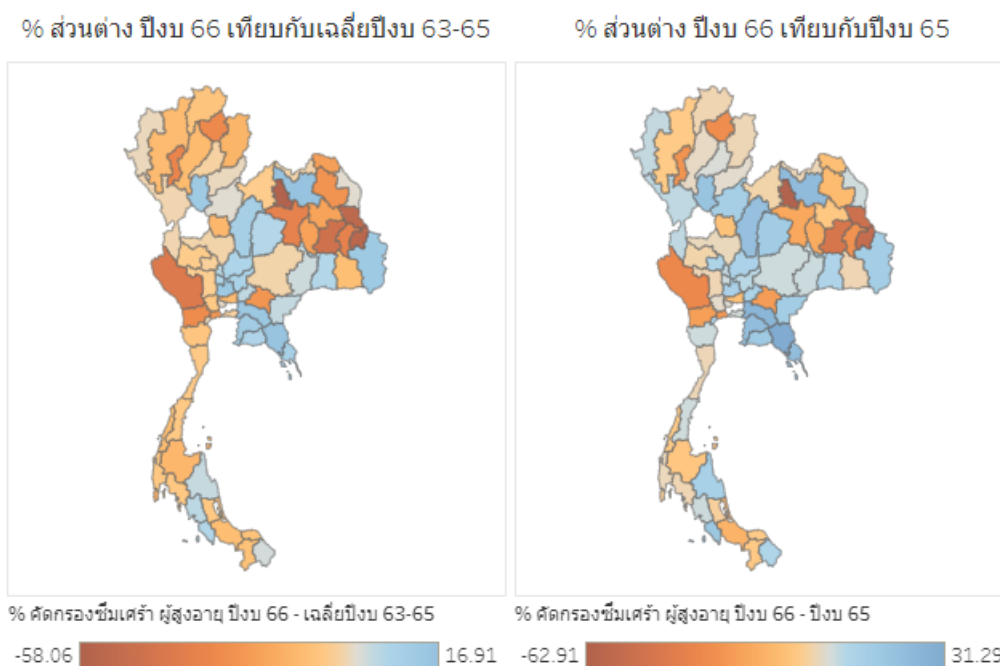 % ส่วนต่าง ปีงบ 66 เทียบกับเฉลี่ยปีงบ 63-65
% ส่วนต่าง ปีงบ 66 เทียบกับปีงบ 65
% คัดกรองซึมเศร้า ผู้สูงอายุ ปีงบ 66 - เฉลี่ยปีงบ 63-65
% คัดกรองซึมเศร้า ผู้สูงอายุ ปีงบ 66 - ปีงบ 65
-58.06 16.91
-62.91 31.29